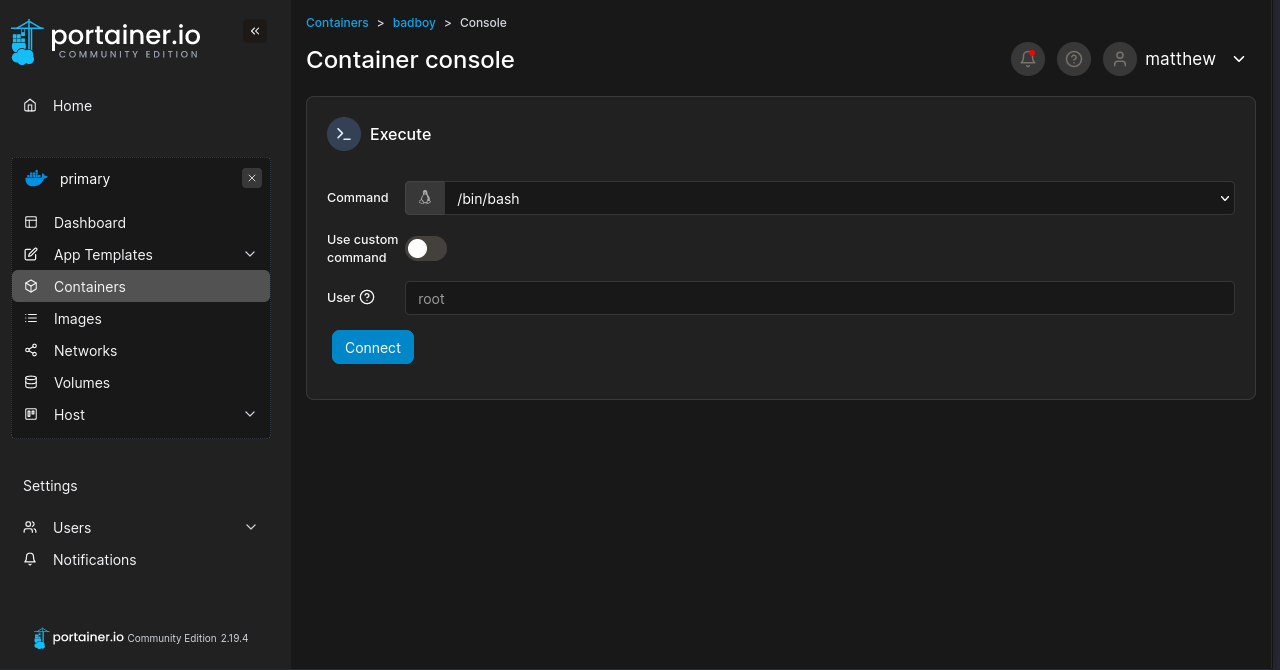 portainer.io
COMMUNITY EDITION
Home
primary
Dashboard
App Templates
Containers
Images
Networks
Volumes
Host
Settings
Users
Notifications
portainer.io Community Edition 2.19.4
Containers > badboy > Console
Container console
matthew
Execute
Command /bin/bash
Use custom
command
User root
Connect